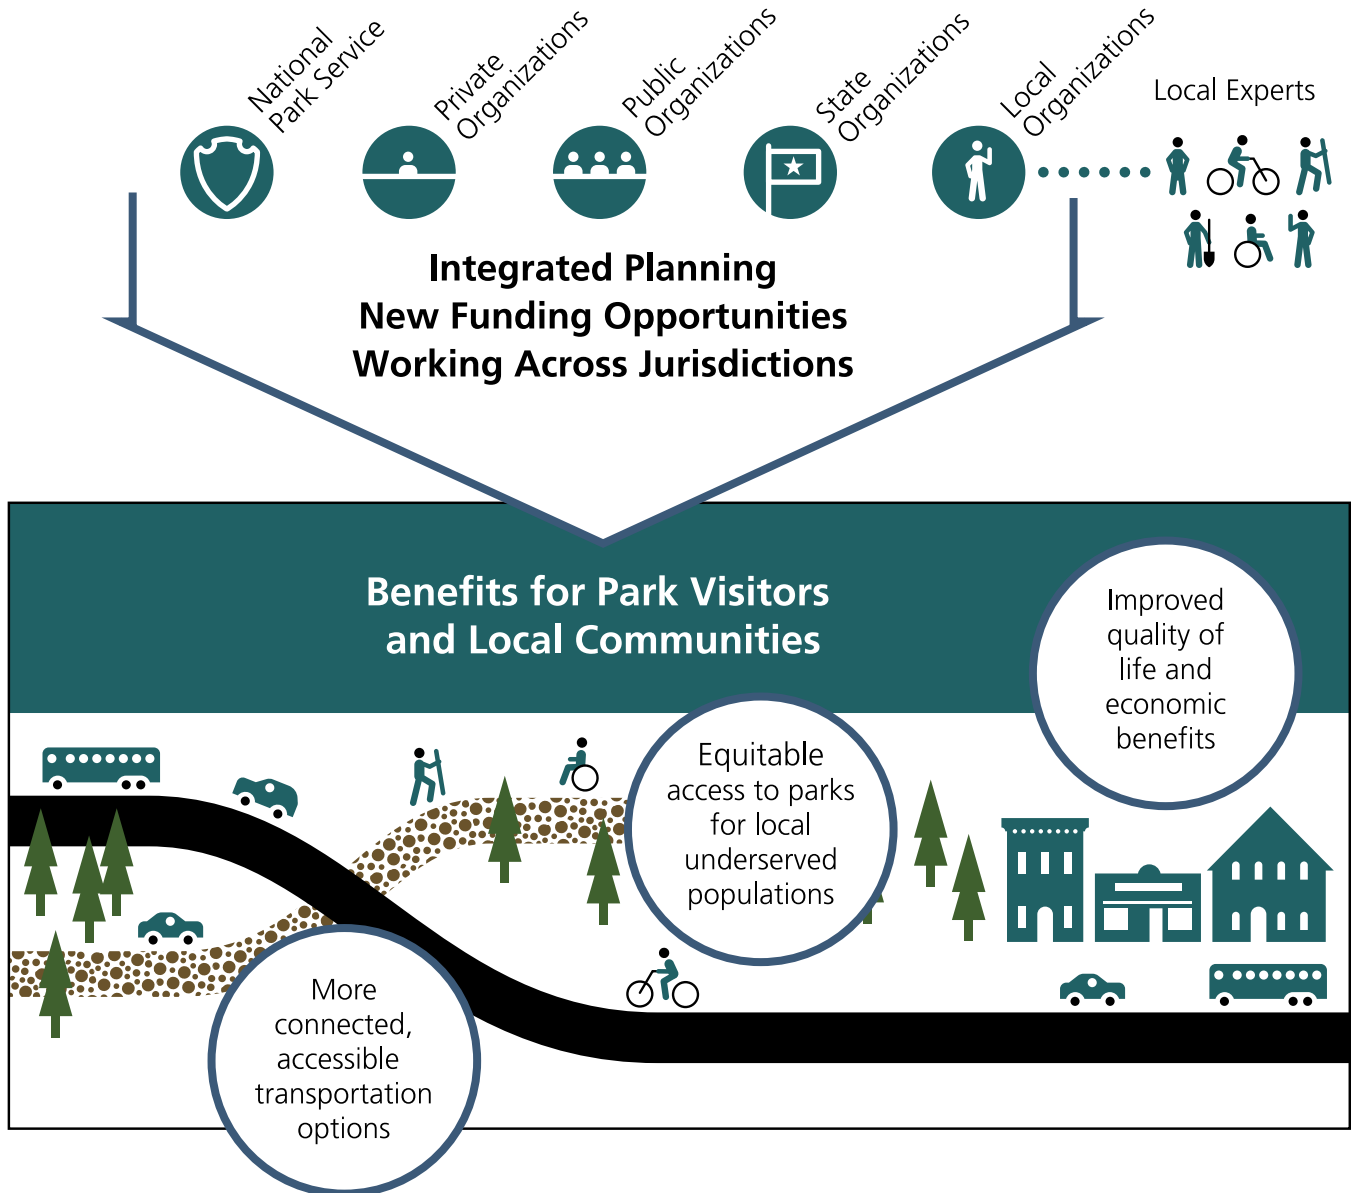 National
Park Service
Private
Organizations
Public
Organizations
State
Organizations
Local
Organizations
Local Experts
Integrated Planning
New Funding Opportunities
Working Across Jurisdictions
Benefits for Park Visitors
and Local Communities
Improved
quality of
life and
economic
benefits
Equitable
access to parks
for local
underserved
populations
More
connected,
accessible
transportation
options